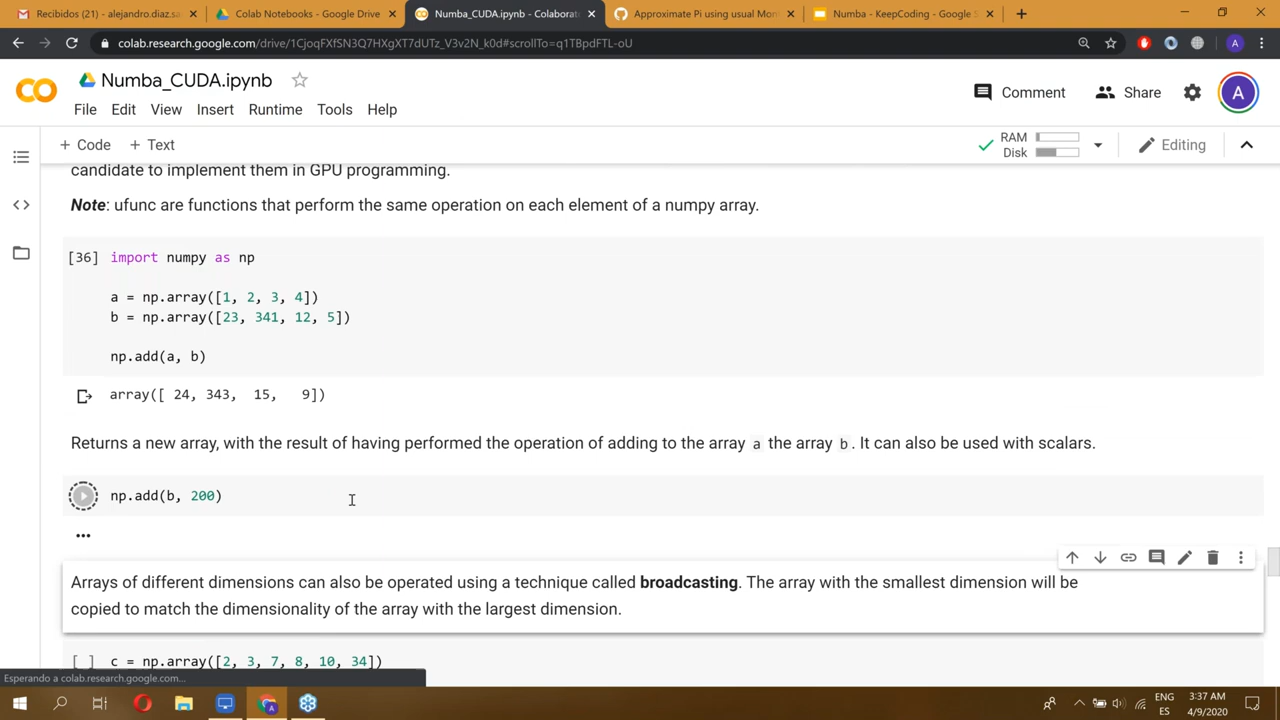 Recibidos (21) - alejandro.diaz.sa
Colab Notebooks - Google Drive
Numba_CUDA.ipynb - Colaborat
Approximate Pi using usual Mon
Numba - KeepCoding - Google S
colab.research.google.com/drive/1CjoqFXfSN3Q7HXgXT7dUTz_V3v2N_k0d#scrollTo=q1TBpdFTL-oU
A
Numba_CUDA.ipynb
Comment
Share
A
File Edit View Insert Runtime Tools Help
+ Code + Text
RAM
Disk
Editing
candidate to implement them in GPU programming.
Note: ufunc are functions that perform the same operation on each element of a numpy array.
[36] import numpy as np
a = np.array([1, 2, 3, 4])
b = np.array([23, 341, 12, 5])
np.add(a, b)
array([ 24, 343, 15, 9])
Returns a new array, with the result of having performed the operation of adding to the array a the array b. It can also be used with scalars.
np.add(b, 200)
...
Arrays of different dimensions can also be operated using a technique called broadcasting. The array with the smallest dimension will be
copied to match the dimensionality of the array with the largest dimension.
[ ] c = np.array([2, 3, 7, 8, 10, 34])
Esperando a colab.research.google.com...
ENG
ES
3:37 AM
4/9/2020